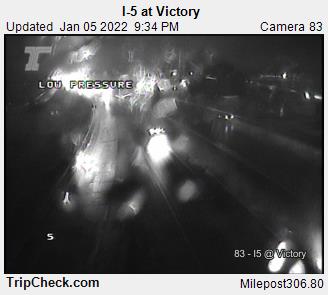 I-5 at Victory
Updated Jan 05 2022 9:34 PM Camera 83
T
LOW PRESSURE
S
83 - I5 @ Victory
TripCheck.com Milepost306.80